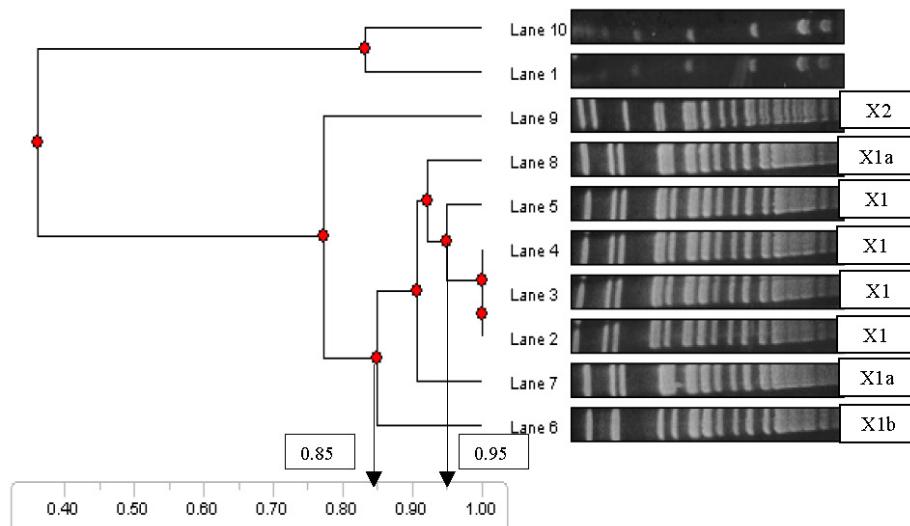 Lane 10
Lane 1
Lane 9 X2
Lane 8 X1a
Lane 5 X1
Lane 4 X1
Lane 3 X1
Lane 2 X1
Lane 7 X1a
Lane 6 X1b
0.85 0.95
0.40 0.50 0.60 0.70 0.80 0.90 1.00